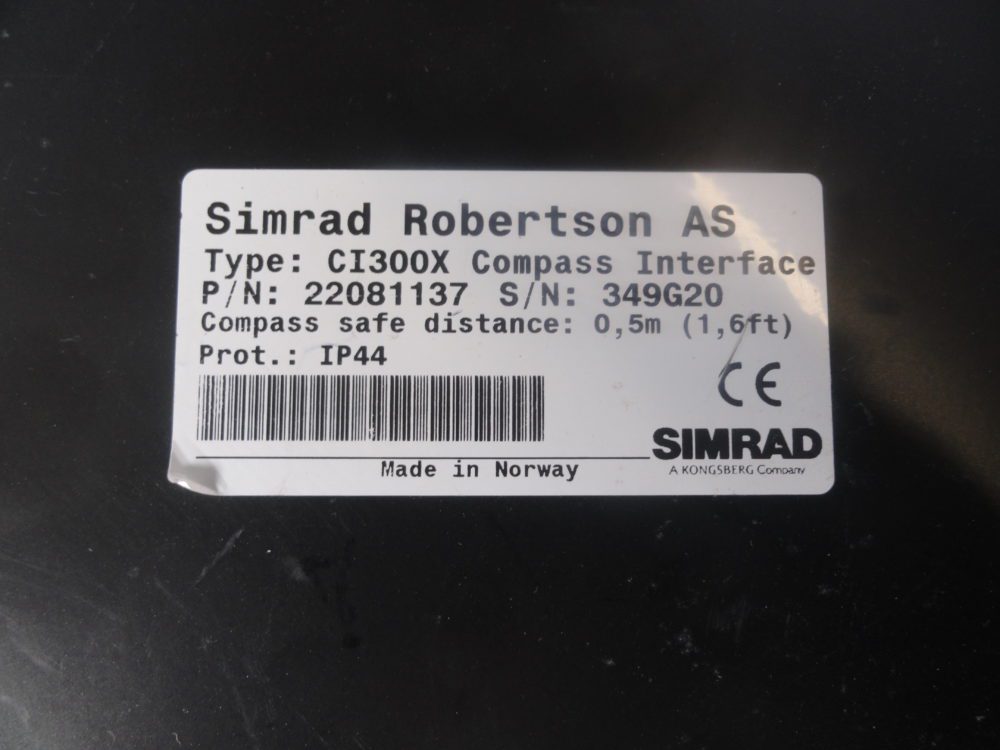 Simrad Robertson AS
Type: CI300X Compass Interface
P/N: 22081137 S/N: 349G20
Compass safe distance: 0,5m (1,6ft)
Prot.: IP44
CE
SIMRAD
A KONGSBERG Company
Made in Norway